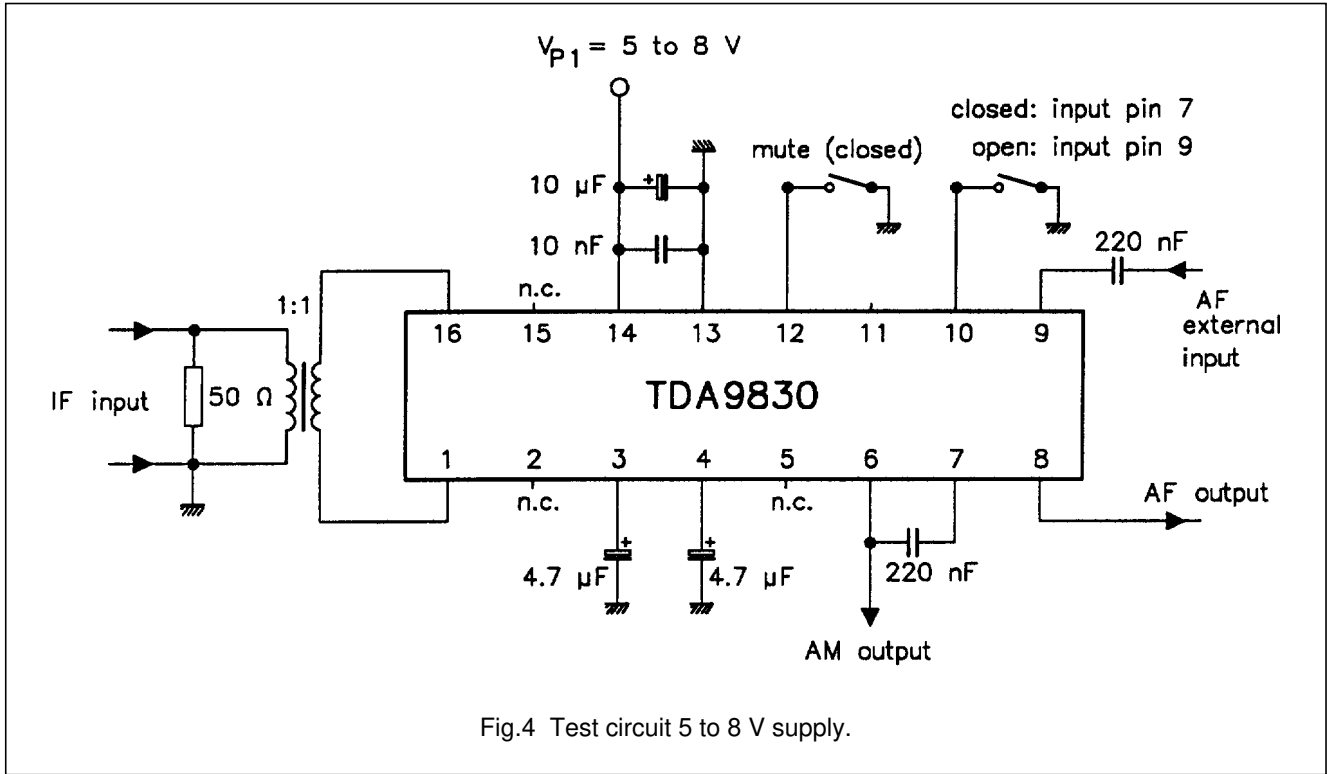 V_P1 = 5 to 8 V
closed: input pin 7
mute (closed)
open: input pin 9
10 µF
10 nF
220 nF
n.c.
1:1
AF
external
input
16 15 14 13 12 11 10 9
IF input
50 Ω
TDA9830
1 2 3 4 5 6 7 8
n.c.
n.c.
AF output
4.7 µF
4.7 µF
220 nF
AM output
Fig.4 Test circuit 5 to 8 V supply.